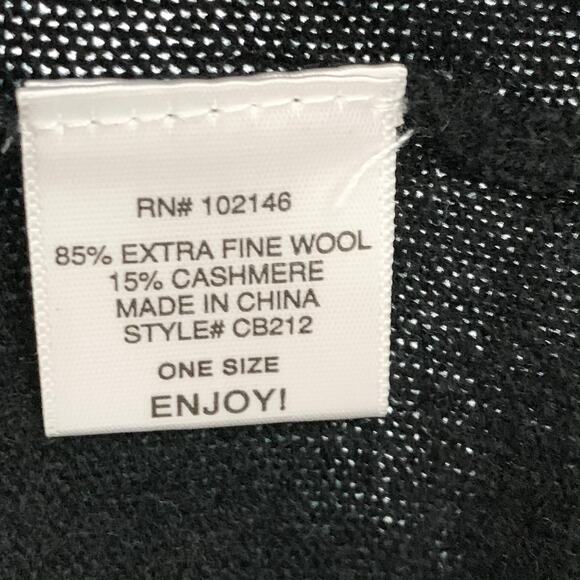 RN# 102146
85% EXTRA FINE WOOL
15% CASHMERE
MADE IN CHINA
STYLE# CB212
ONE SIZE
ENJOY!